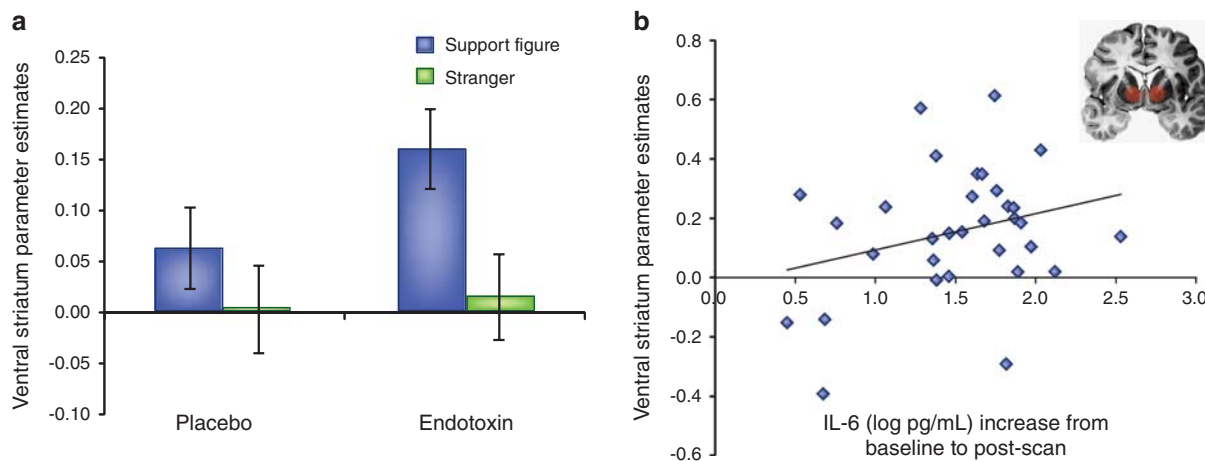 a
Ventral striatum parameter estimates
0.25
0.20
0.15
0.10
0.05
0.00
-0.05
-0.10
Support figure
Stranger
Placebo
Endotoxin
b
Ventral striatum parameter estimates
0.8
0.6
0.4
0.2
0.0
-0.2
-0.4
-0.6
0.0 0.5 1.0 1.5 2.0 2.5 3.0
IL-6 (log pg/mL) increase from
baseline to post-scan